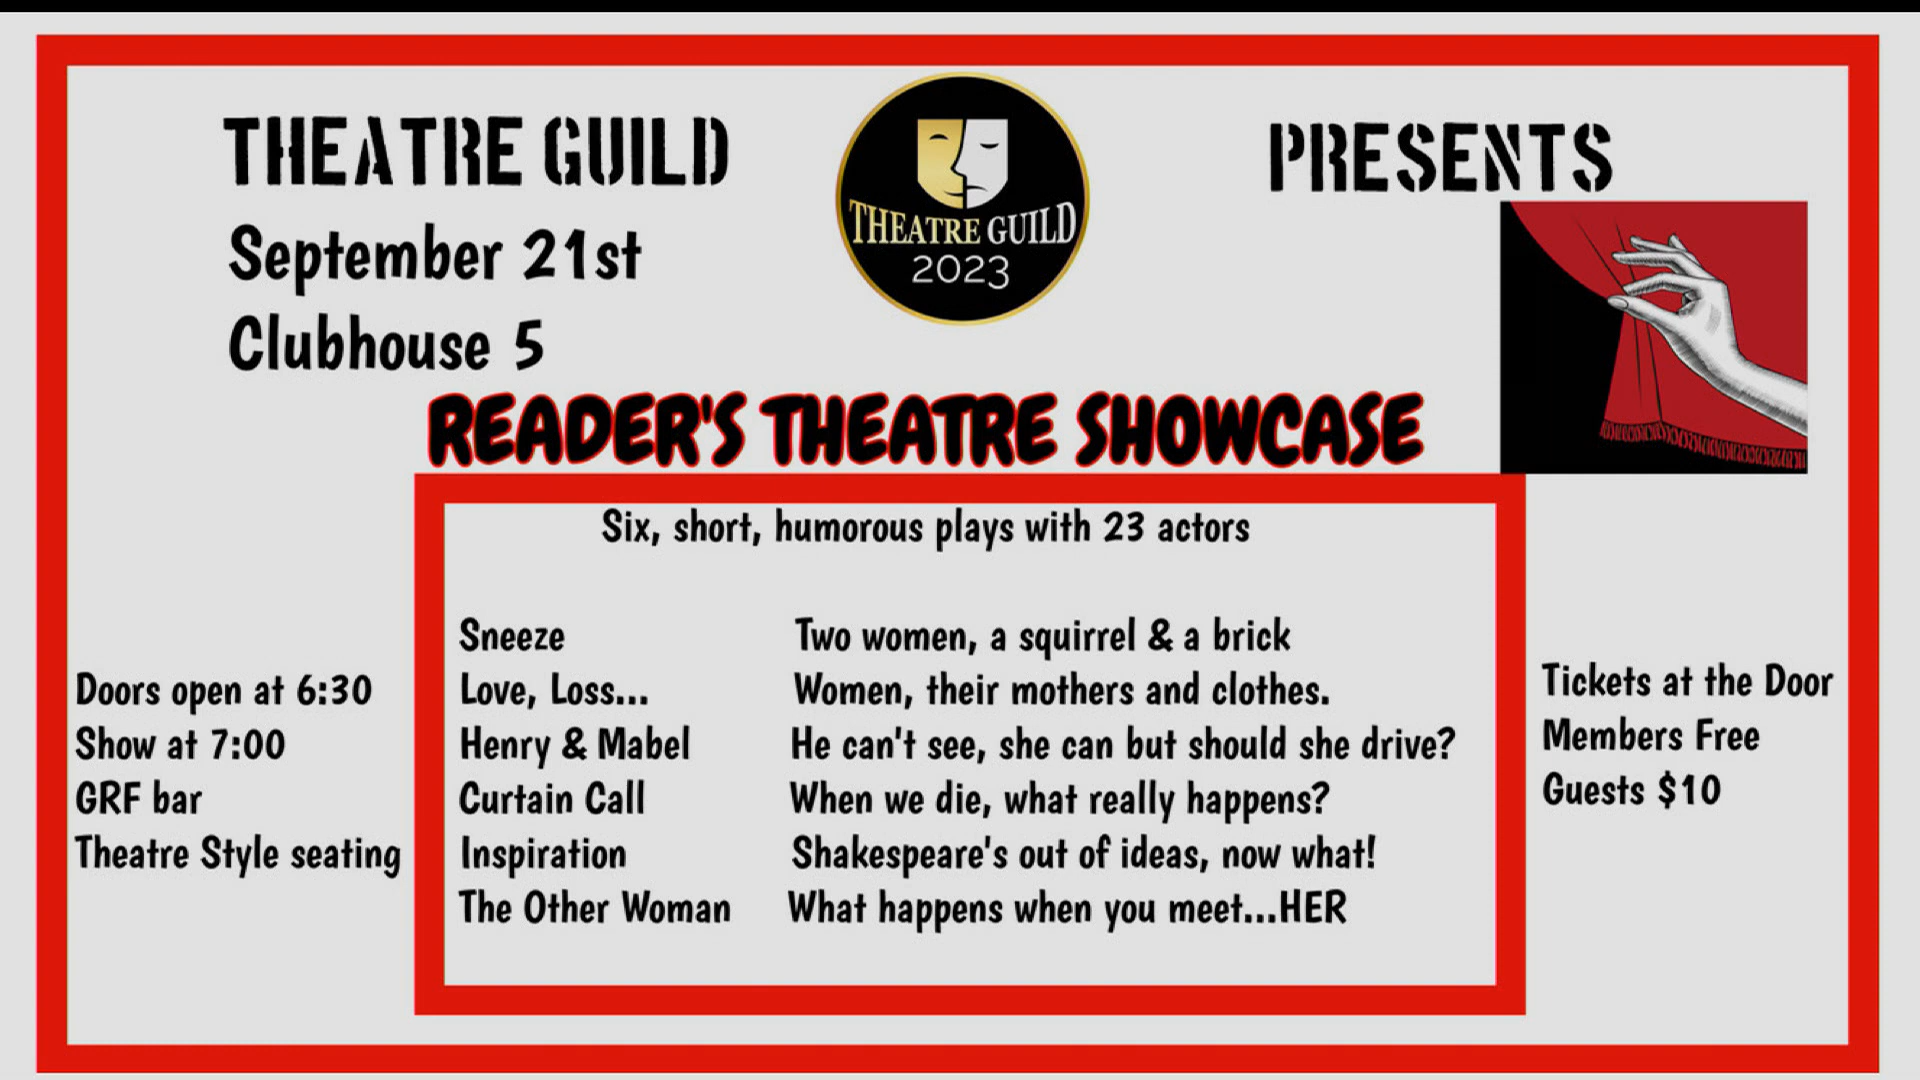 THEATRE GUILD
PRESENTS
THEATRE GUILD
2023
September 21st
Clubhouse 5
READER'S THEATRE SHOWCASE
Six, short, humorous plays with 23 actors
Sneeze Two women, a squirrel & a brick
Love, Loss... Women, their mothers and clothes.
Henry & Mabel He can't see, she can but should she drive?
Curtain Call When we die, what really happens?
Inspiration Shakespeare's out of ideas, now what!
The Other Woman What happens when you meet...HER
Doors open at 6:30
Show at 7:00
GRF bar
Theatre Style seating
Tickets at the Door
Members Free
Guests $10